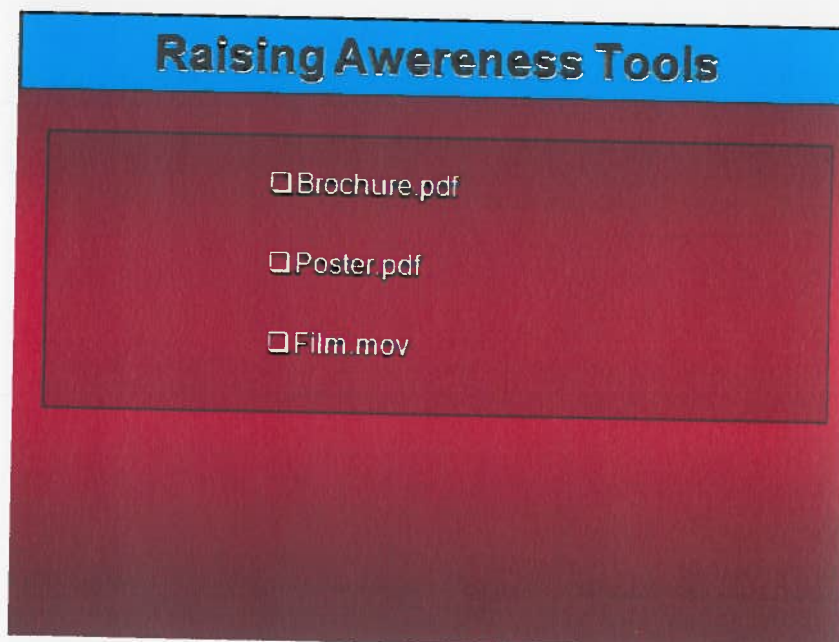 Raising Awereness Tools
❑Brochure.pdf
❑Poster.pdf
❑Film.mov